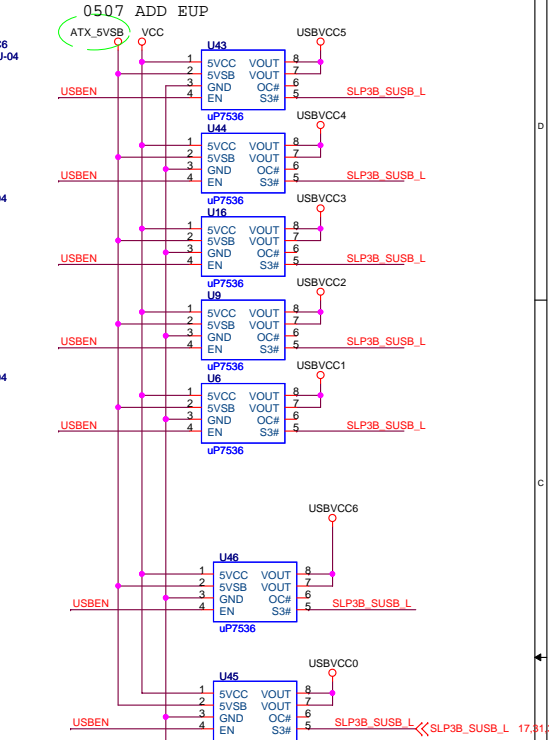 0507 ADD EUP
ATX_5VSB VCC
U43 USBVCC5
1 5VCC VOUT 8
2 5VSB VOUT 7
3 GND OC# 6
USBEN 4 EN S3# 5 SLP3B_SUSB_L
uP7536
U44 USBVCC4
1 5VCC VOUT 8
2 5VSB VOUT 7
3 GND OC# 6
USBEN 4 EN S3# 5 SLP3B_SUSB_L
uP7536
U16 USBVCC3
1 5VCC VOUT 8
2 5VSB VOUT 7
3 GND OC# 6
USBEN 4 EN S3# 5 SLP3B_SUSB_L
uP7536
U9 USBVCC2
1 5VCC VOUT 8
2 5VSB VOUT 7
3 GND OC# 6
USBEN 4 EN S3# 5 SLP3B_SUSB_L
uP7536
U6 USBVCC1
1 5VCC VOUT 8
2 5VSB VOUT 7
3 GND OC# 6
USBEN 4 EN S3# 5 SLP3B_SUSB_L
uP7536
USBVCC6
U46
1 5VCC VOUT 8
2 5VSB VOUT 7
3 GND OC# 6
USBEN 4 EN S3# 5 SLP3B_SUSB_L
uP7536
USBVCC0
U45
1 5VCC VOUT 8
2 5VSB VOUT 7
3 GND OC# 6
USBEN 4 EN S3# 5 SLP3B_SUSB_L SLP3B_SUSB_L 17,31,
D
C